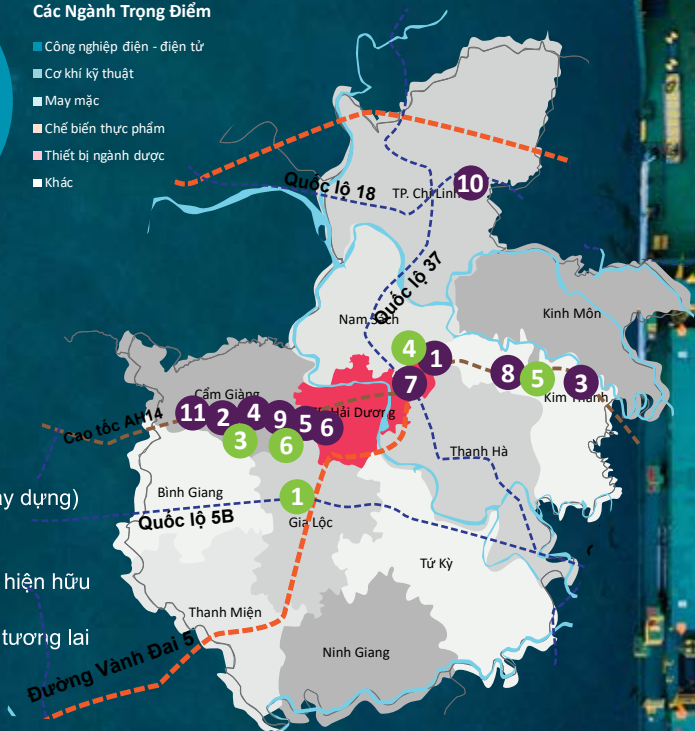 Các Ngành Trọng Điểm
Công nghiệp điện - điện tử
Cơ khí kỹ thuật
May mặc
Chế biến thực phẩm
Thiết bị ngành dược
Khác
Quốc lộ 18
TP. Chí Linh
10
Quốc lộ 37
Nam Sách
Kinh Môn
4
1
7
8
5
3
Kim Thành
Cẩm Giàng
11
2
4
9
5
6
Hải Dương
3
6
Cao tốc AH14
Thanh Hà
Bình Giang
1
Quốc lộ 5B
Gia Lộc
ay dựng)
Tứ Kỳ
hiện hữu
Thanh Miện
tương lai
Ninh Giang
Đường Vành Đai 5